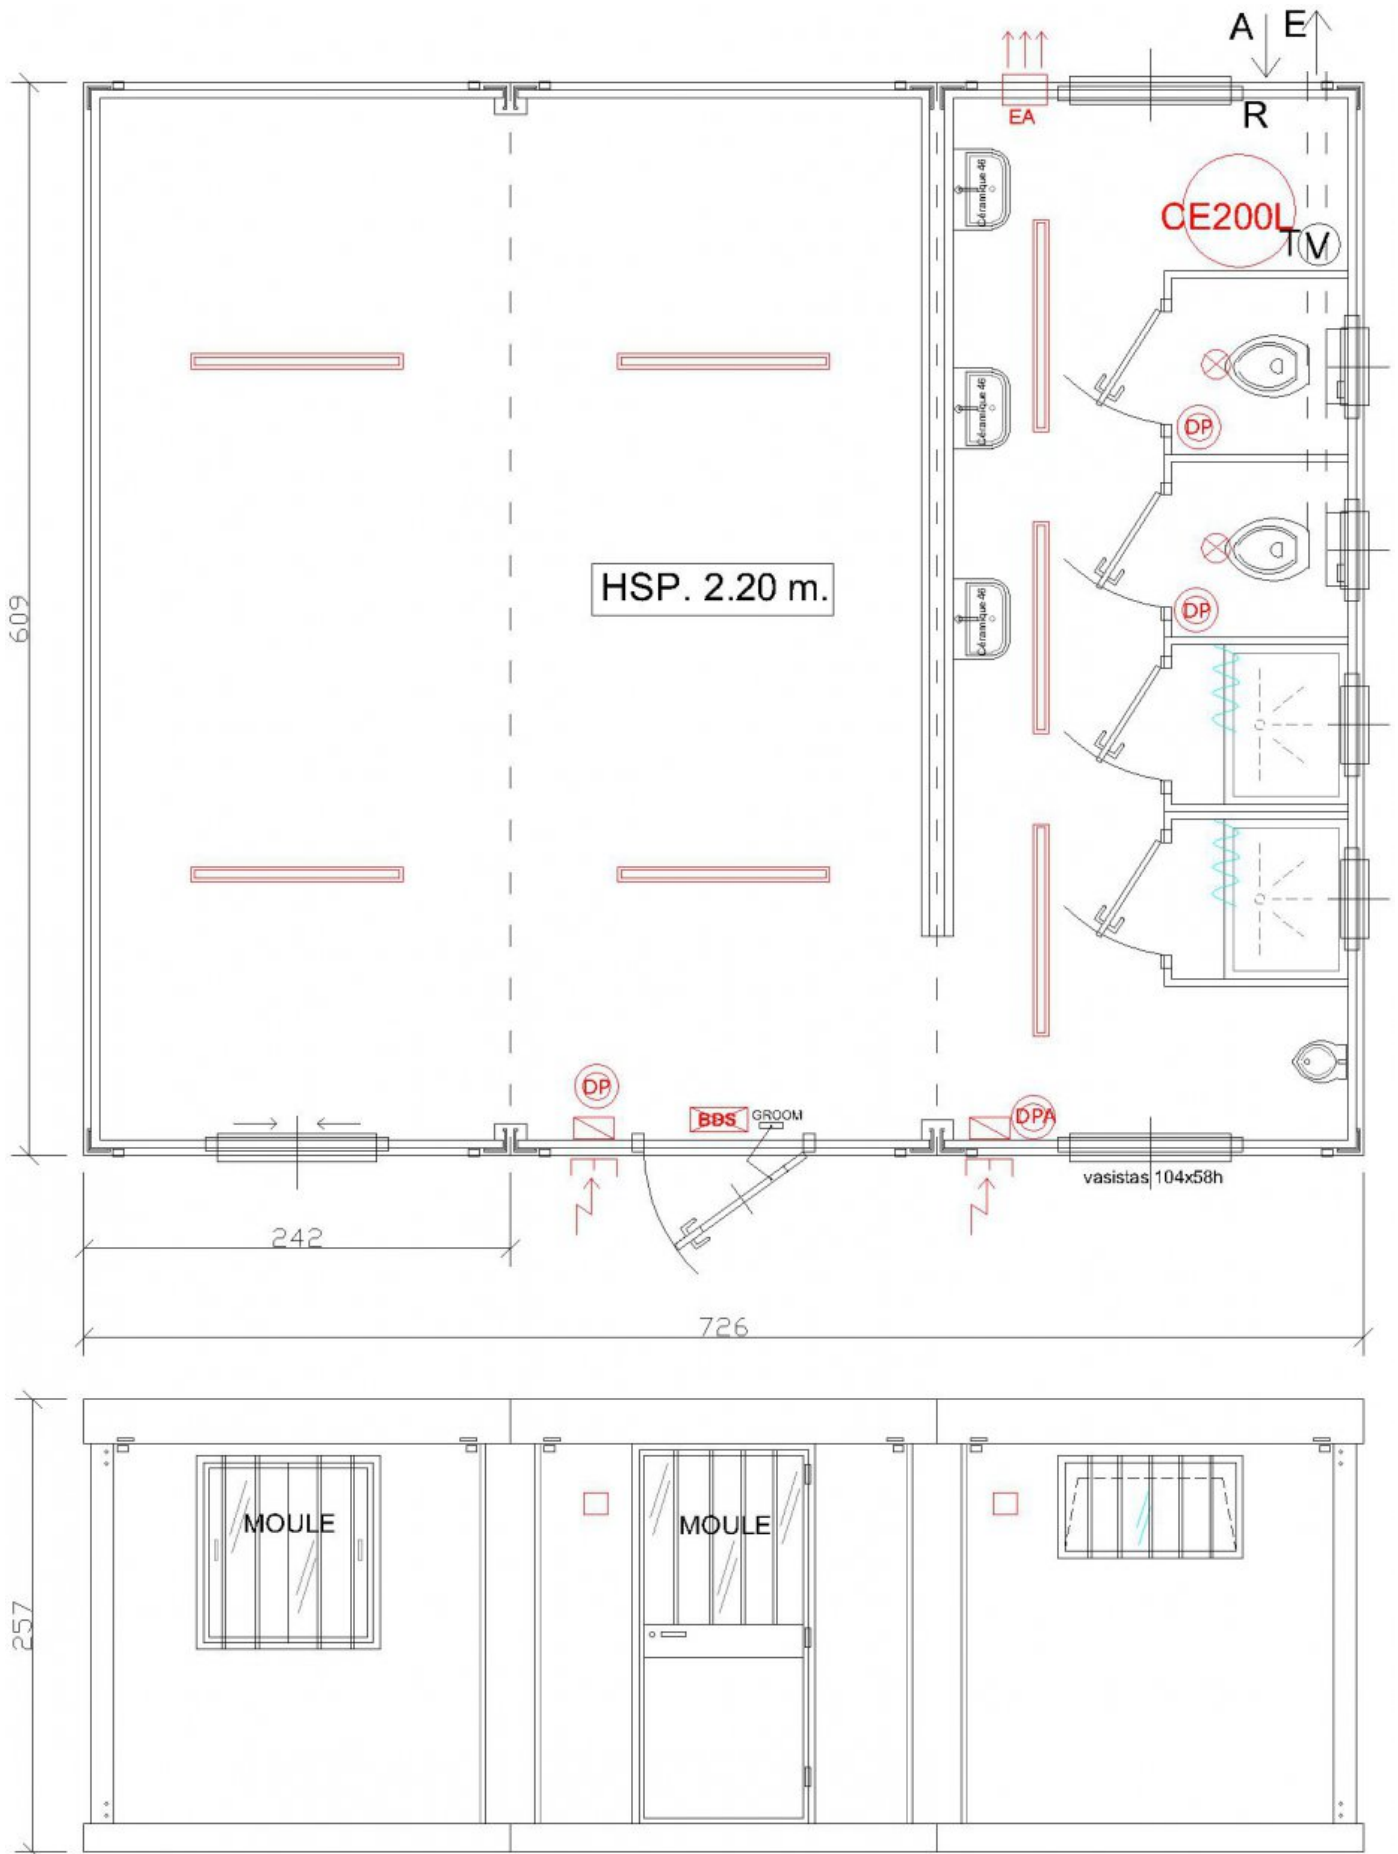 A E
EA
R
Céramique 46
CE200L
TV
Céramique 46
DP
HSP. 2.20 m.
609
Céramique 46
DP
DP
BDS
GROOM
DPA
vasistas 104x58h
242
726
257
MOULE
MOULE